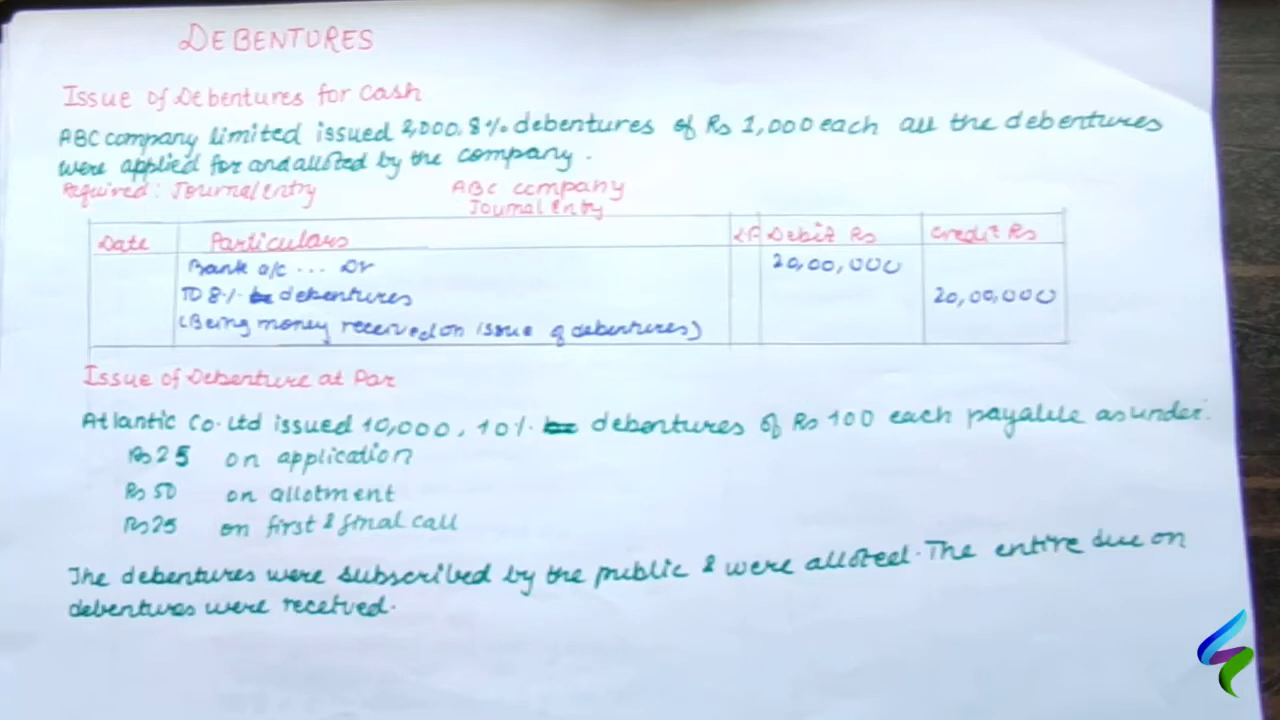 DEBENTURES
Issue of Debentures for Cash
ABC company limited issued 2,000, 8% debentures of Rs 1,000 each all the debentures
were applied for and alloted by the company.
Required: Journal Entry
ABC company
Journal Entry
Date Particulars LF Debit Rs Credit Rs
Bank a/c ... Dr 20,00,000
TO 8% debentures 20,00,000
(Being money received on issue of debentures)
Issue of Debenture at Par
Atlantic Co. Ltd issued 10,000, 10% debentures of Rs 100 each payable as under:
Rs 25 on application
Rs 50 on allotment
Rs 25 on first & final call
The debentures were subscribed by the public & were alloted. The entire due on
debentures were received.